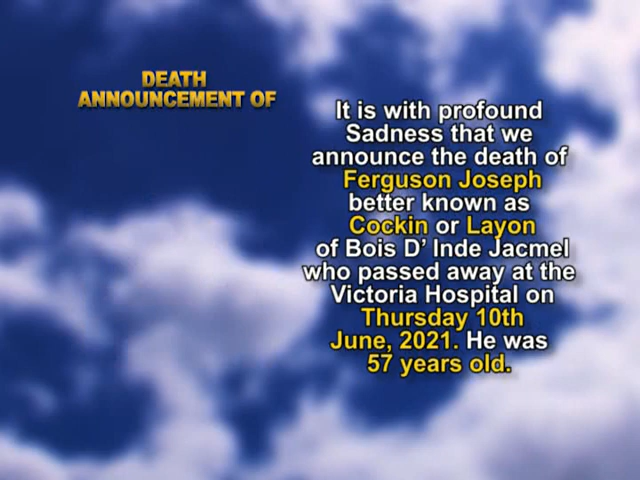 DEATH
ANNOUNCEMENT OF
It is with profound
Sadness that we
announce the death of
Ferguson Joseph
better known as
Cockin or Layon
of Bois D’ Inde Jacmel
who passed away at the
Victoria Hospital on
Thursday 10th
June, 2021. He was
57 years old.